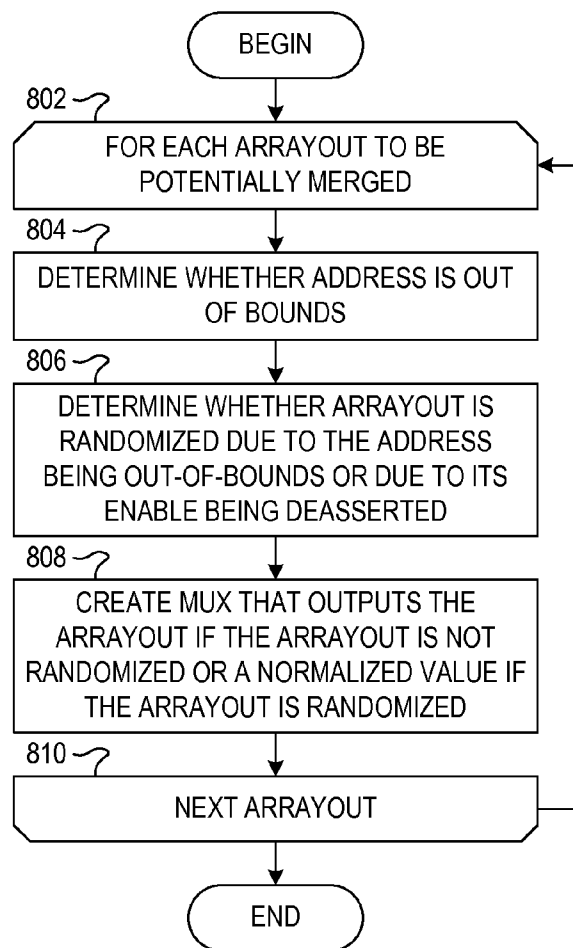 BEGIN
802
FOR EACH ARRAYOUT TO BE
POTENTIALLY MERGED
804
DETERMINE WHETHER ADDRESS IS OUT
OF BOUNDS
806
DETERMINE WHETHER ARRAYOUT IS
RANDOMIZED DUE TO THE ADDRESS
BEING OUT-OF-BOUNDS OR DUE TO ITS
ENABLE BEING DEASSERTED
808
CREATE MUX THAT OUTPUTS THE
ARRAYOUT IF THE ARRAYOUT IS NOT
RANDOMIZED OR A NORMALIZED VALUE IF
THE ARRAYOUT IS RANDOMIZED
810
NEXT ARRAYOUT
END